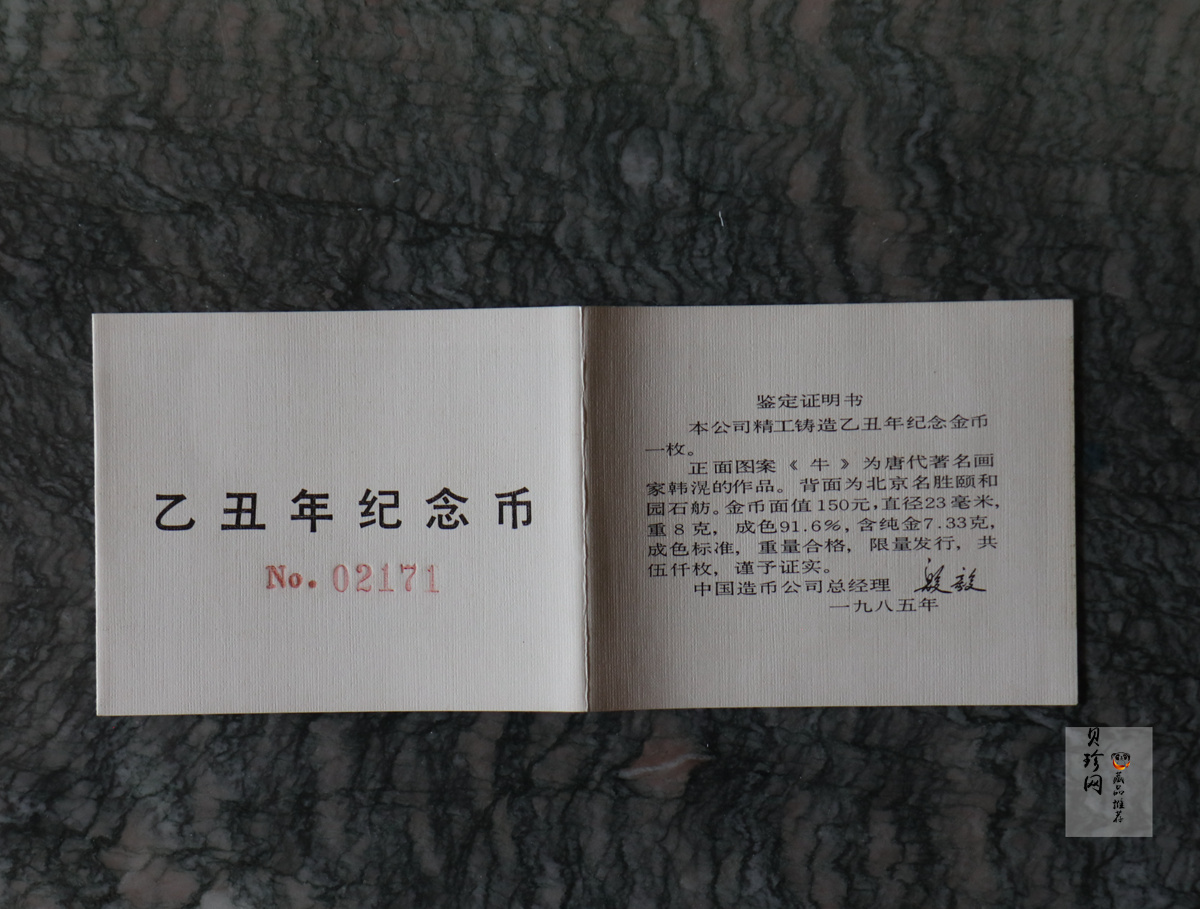 乙丑年纪念币
No. 02171
鉴定证明书
本公司精工铸造乙丑年纪念金币
一枚。
正面图案《牛》为唐代著名画
家韩滉的作品。背面为北京名胜颐和
园石舫。金币面值150元,直径23毫米,
重8克, 成色91.6%, 含纯金7.33克,
成色标准, 重量合格, 限量发行, 共
伍仟枚, 谨予证实。
中国造币公司总经理
一九八五年
贝珍网
藏品推荐